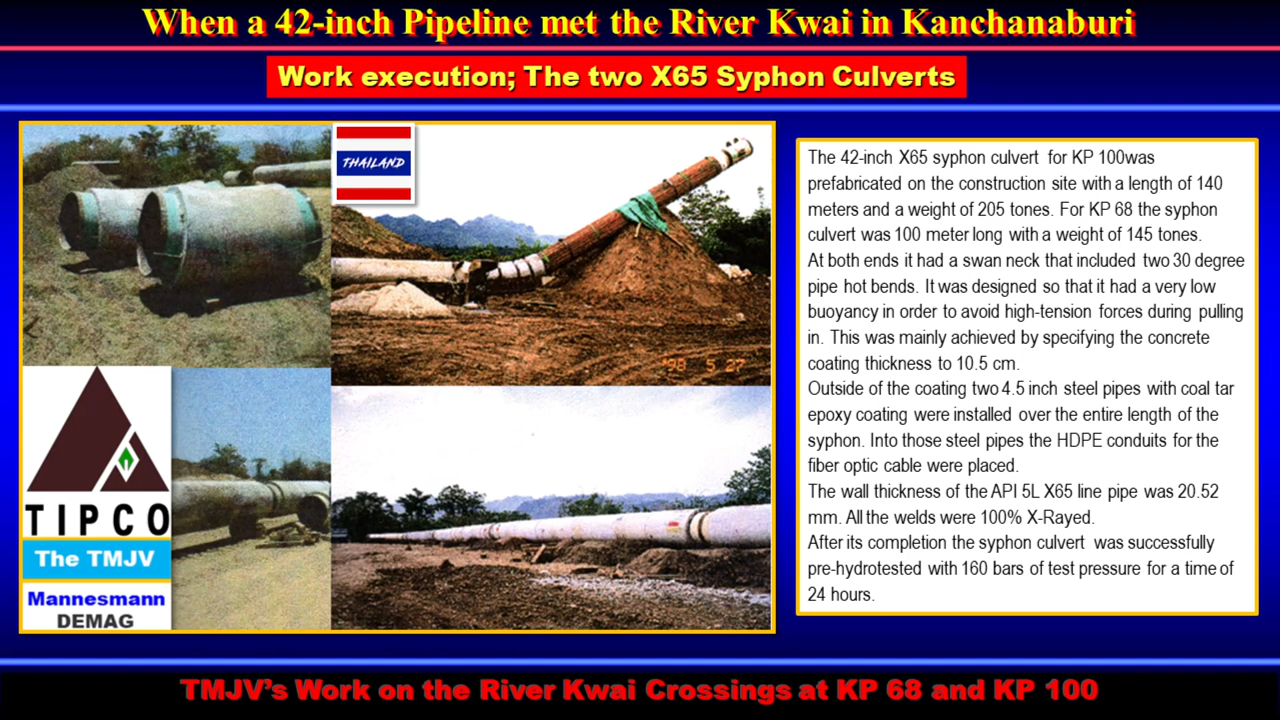 When a 42-inch Pipeline met the River Kwai in Kanchanaburi
Work execution; The two X65 Syphon Culverts
THAILAND
'98 5 27
TIPCO
The TMJV
Mannesmann
DEMAG
The 42-inch X65 syphon culvert for KP 100was
prefabricated on the construction site with a length of 140
meters and a weight of 205 tones. For KP 68 the syphon
culvert was 100 meter long with a weight of 145 tones.
At both ends it had a swan neck that included two 30 degree
pipe hot bends. It was designed so that it had a very low
buoyancy in order to avoid high-tension forces during pulling
in. This was mainly achieved by specifying the concrete
coating thickness to 10.5 cm.
Outside of the coating two 4.5 inch steel pipes with coal tar
epoxy coating were installed over the entire length of the
syphon. Into those steel pipes the HDPE conduits for the
fiber optic cable were placed.
The wall thickness of the API 5L X65 line pipe was 20.52
mm. All the welds were 100% X-Rayed.
After its completion the syphon culvert was successfully
pre-hydrotested with 160 bars of test pressure for a time of
24 hours.
TMJV's Work on the River Kwai Crossings at KP 68 and KP 100